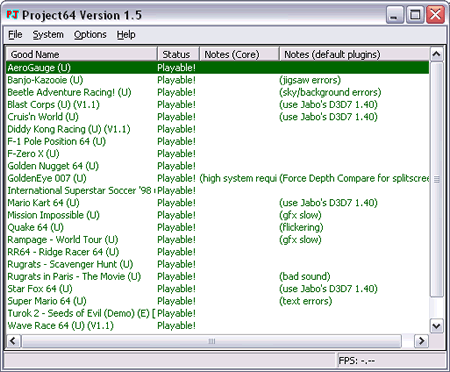 Project64 Version 1.5
File System Options Help
Good Name Status Notes (Core) Notes (default plugins)
AeroGauge (U) Playable!
Banjo-Kazooie (U) Playable! (jigsaw errors)
Beetle Adventure Racing! (U) Playable! (sky/background errors)
Blast Corps (U) (V1.1) Playable! (use Jabo's D3D7 1.40)
Cruis'n World (U) Playable! (use Jabo's D3D7 1.40)
Diddy Kong Racing (U) (V1.1) Playable!
F-1 Pole Position 64 (U) Playable!
F-Zero X (U) Playable!
Golden Nugget 64 (U) Playable!
GoldenEye 007 (U) Playable! (high system requi (Force Depth Compare for splitscree
International Superstar Soccer '98 ( Playable!
Mario Kart 64 (U) Playable! (use Jabo's D3D7 1.40)
Mission Impossible (U) Playable! (gfx slow)
Quake 64 (U) Playable! (flickering)
Rampage - World Tour (U) Playable! (gfx slow)
RR64 - Ridge Racer 64 (U) Playable!
Rugrats - Scavenger Hunt (U) Playable!
Rugrats in Paris - The Movie (U) Playable! (bad sound)
Star Fox 64 (U) Playable! (use Jabo's D3D7 1.40)
Super Mario 64 (U) Playable! (text errors)
Turok 2 - Seeds of Evil (Demo) (E) [ Playable!
Wave Race 64 (U) (V1.1) Playable!
FPS: -.--